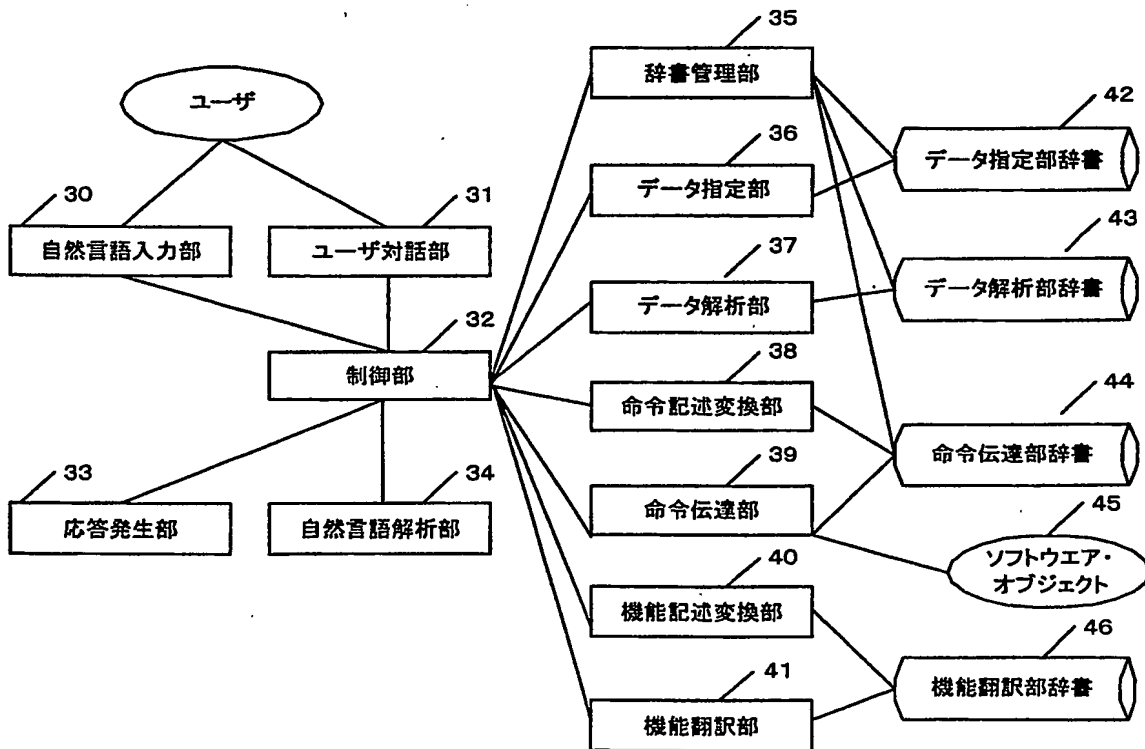 35
辞書管理部
ユーザ
42
データ指定部辞書
36
データ指定部
30
自然言語入力部
31
ユーザ対話部
43
データ解析部辞書
37
データ解析部
32
制御部
38
命令記述変換部
44
命令伝達部辞書
39
命令伝達部
33
応答発生部
34
自然言語解析部
45
ソフトウエア・
オブジェクト
40
機能記述変換部
46
機能翻訳部辞書
41
機能翻訳部